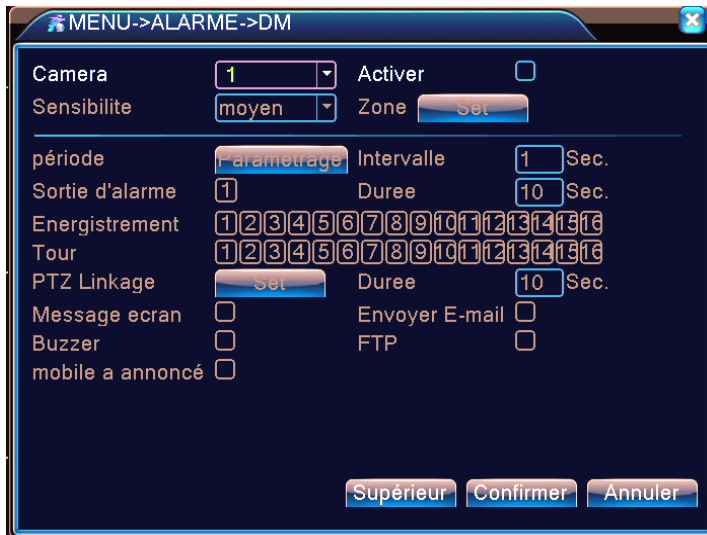 MENU->ALARME->DM
Camera 1 Activer
Sensibilite moyen Zone Set
période Parametrage Intervalle 1 Sec.
Sortie d'alarme 1 Duree 10 Sec.
Energistrement 1 2 3 4 5 6 7 8 9 10 11 12 13 14 15 16
Tour 1 2 3 4 5 6 7 8 9 10 11 12 13 14 15 16
PTZ Linkage Set Duree 10 Sec.
Message ecran Envoyer E-mail
Buzzer FTP
mobile a annoncé
Supérieur Confirmer Annuler